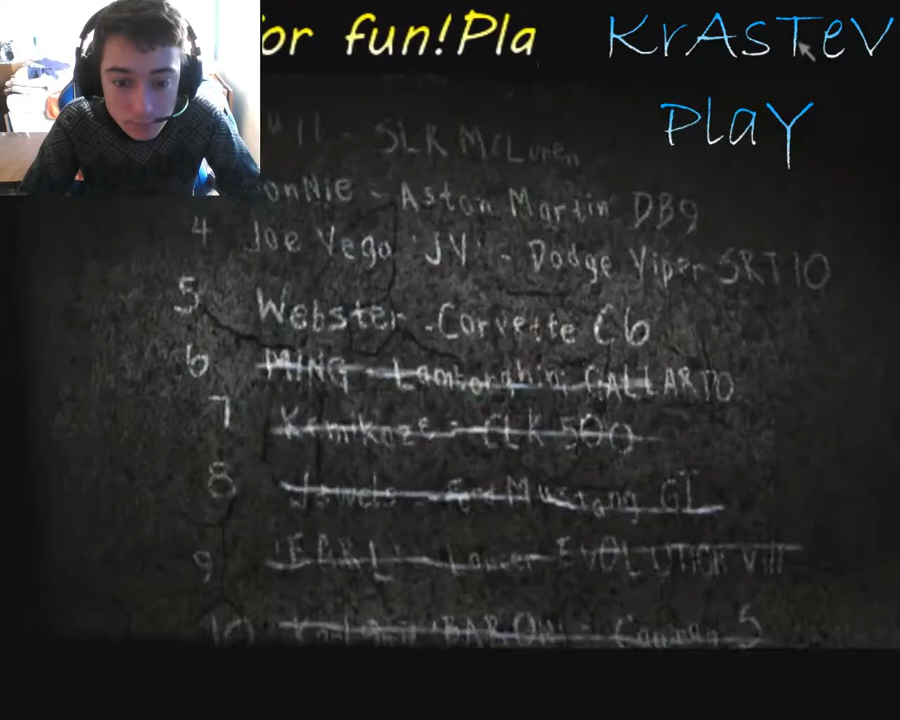 or fun!Pla
KrAsTeV
PlaY
SLR McLaren
onNie - Aston Martin DB9
4 Joe Vega 'JV' - Dodge Viper SRT10
5 Webster - Corvette C6
6 MING - Lamborghini GALLARDO
7 Kamikaze - CLK 500
8 Jewels - Mustang GT
9 'EARL' - Lancer EVOLUTION VIII
10 'BARON' - Cayman S